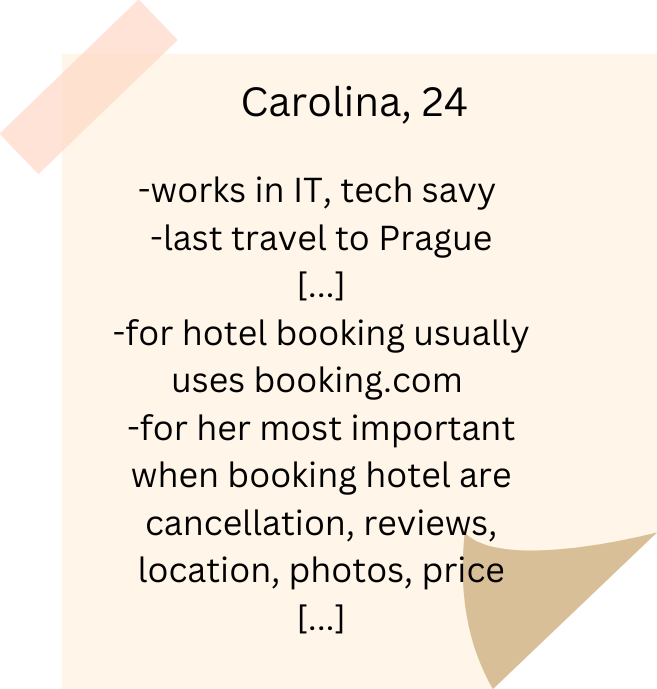 Carolina, 24
-works in IT, tech savy
-last travel to Prague
[...]
-for hotel booking usually
uses booking.com
-for her most important
when booking hotel are
cancellation, reviews,
location, photos, price
[...]